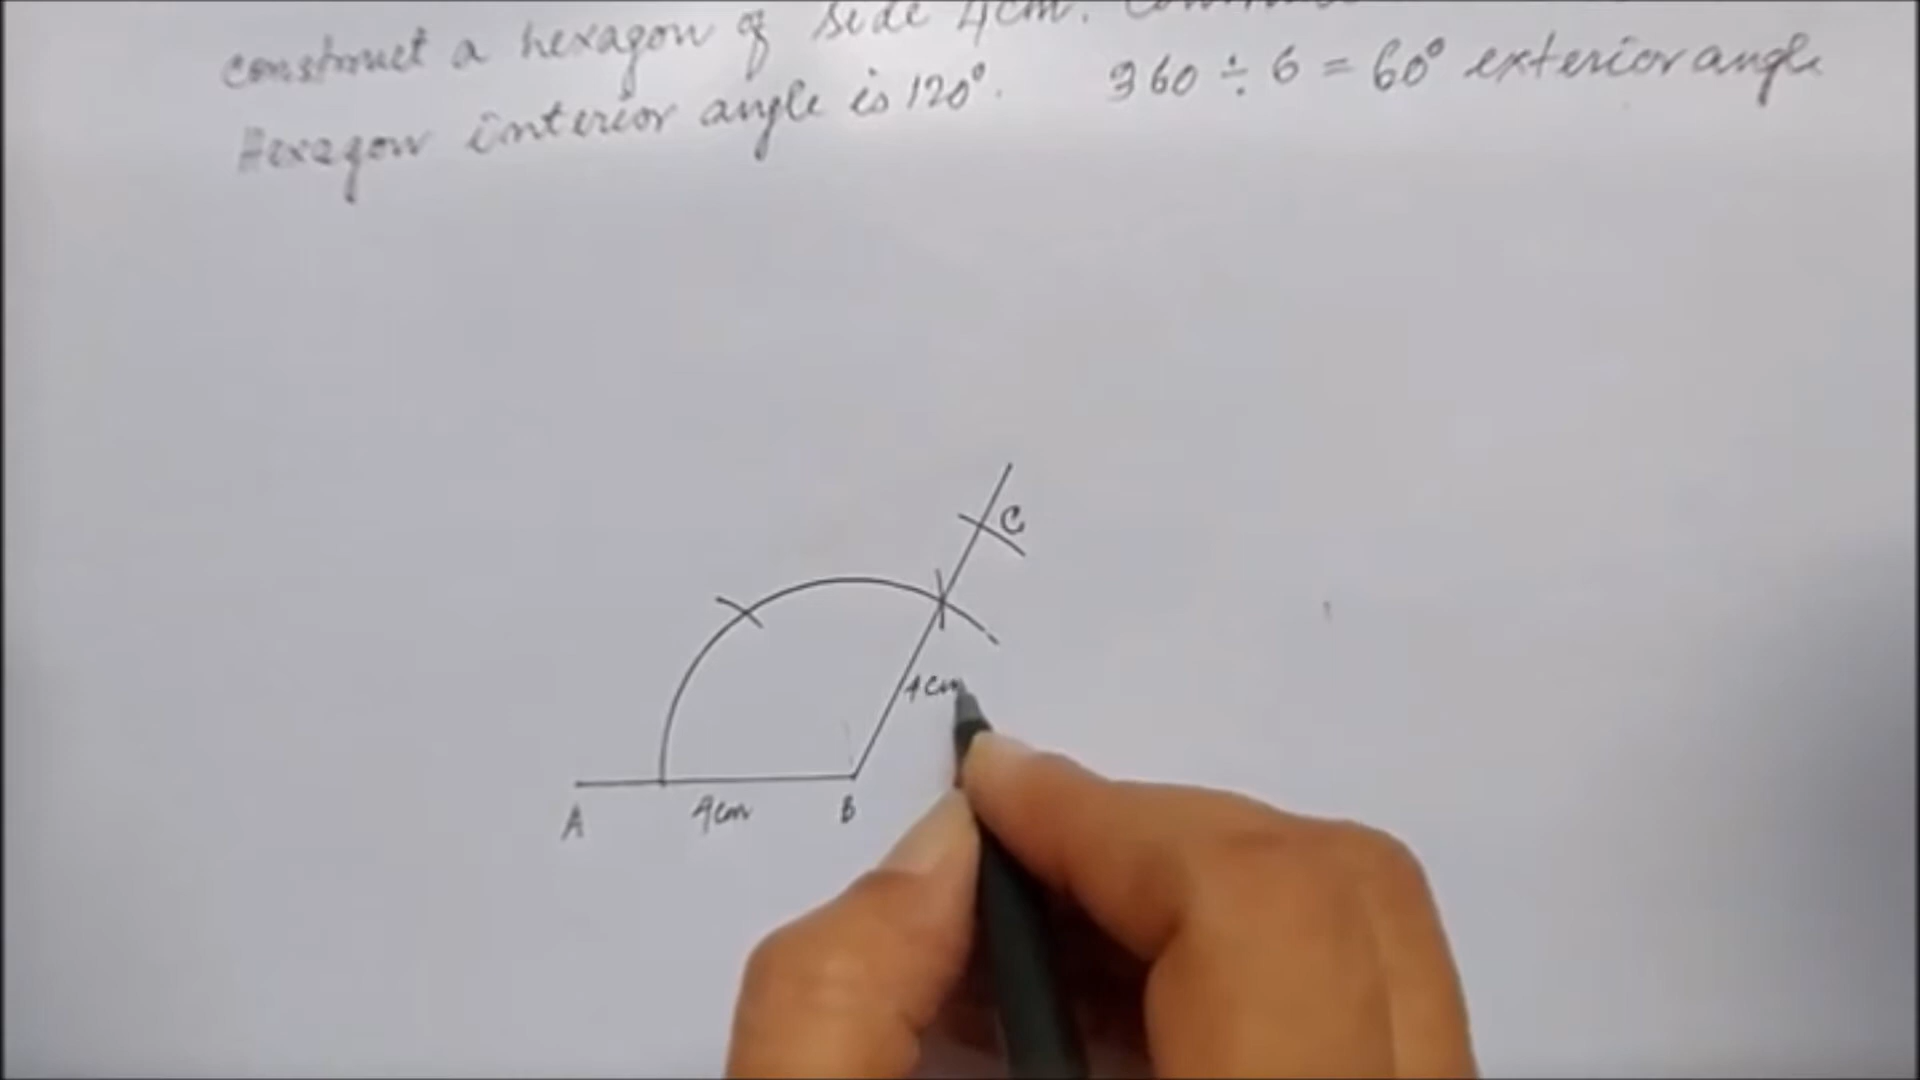 construct a hexagon of side 4cm.
Hexagon interior angle is 120°. 360 ÷ 6 = 60° exterior angle
C
4cm
A 4cm B